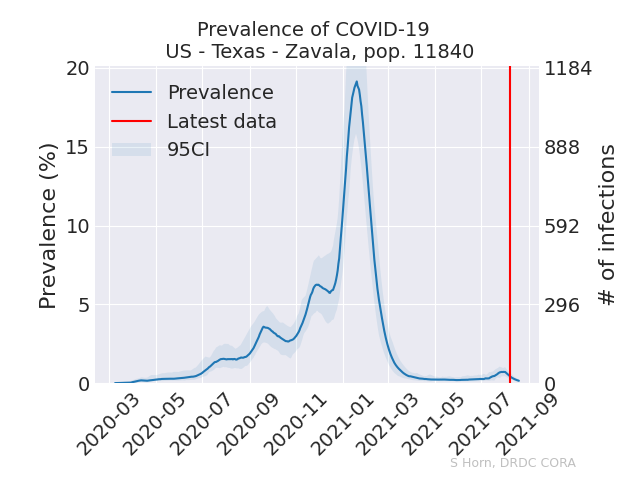 Prevalence of COVID-19
US - Texas - Zavala, pop. 11840
Prevalence
Latest data
95CI
Prevalence (%)
20
15
10
5
0
1184
888
592
296
0
# of infections
2020-03
2020-05
2020-07
2020-09
2020-11
2021-01
2021-03
2021-05
2021-07
2021-09
S Horn, DRDC CORA